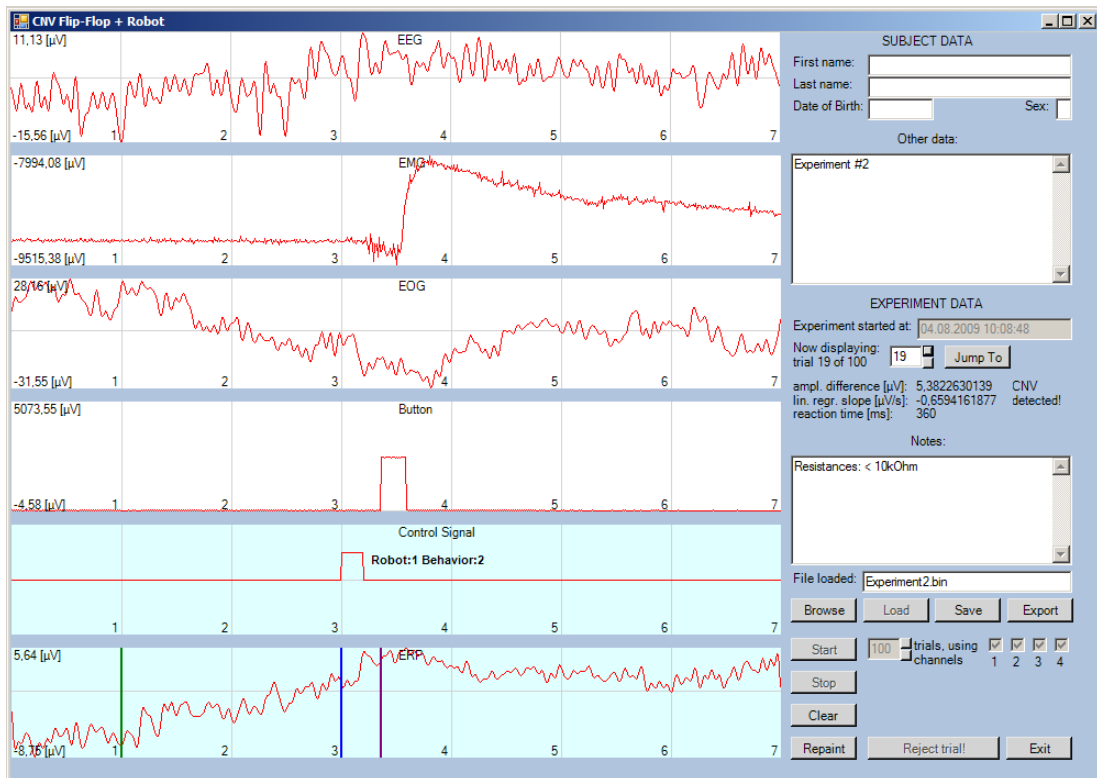 CNV Flip-Flop + Robot
11,13 [µV]
EEG
-15,56 [µV]
1 2 3 4 5 6 7
-7994,08 [µV]
EMG
-9515,38 [µV]
1 2 3 4 5 6 7
28,16 [µV]
EOG
-31,55 [µV]
1 2 3 4 5 6 7
5073,55 [µV]
Button
-4,58 [µV]
1 2 3 4 5 6 7
Control Signal
Robot:1 Behavior:2
1 2 3 4 5 6 7
5,64 [µV]
ERP
-8,75 [µV]
1 2 3 4 5 6 7
SUBJECT DATA
First name:
Last name:
Date of Birth: Sex:
Other data:
Experiment #2
EXPERIMENT DATA
Experiment started at: 04.08.2009 10:08:48
Now displaying:
trial 19 of 100 19 Jump To
ampl. difference [µV]: 5,3822630139 CNV
lin. regr. slope [µV/s]: -0,6594161877 detected!
reaction time [ms]: 360
Notes:
Resistances: < 10kOhm
File loaded: Experiment2.bin
Browse Load Save Export
Start 100 trials, using
channels 1 2 3 4
Stop
Clear
Repaint Reject trial! Exit